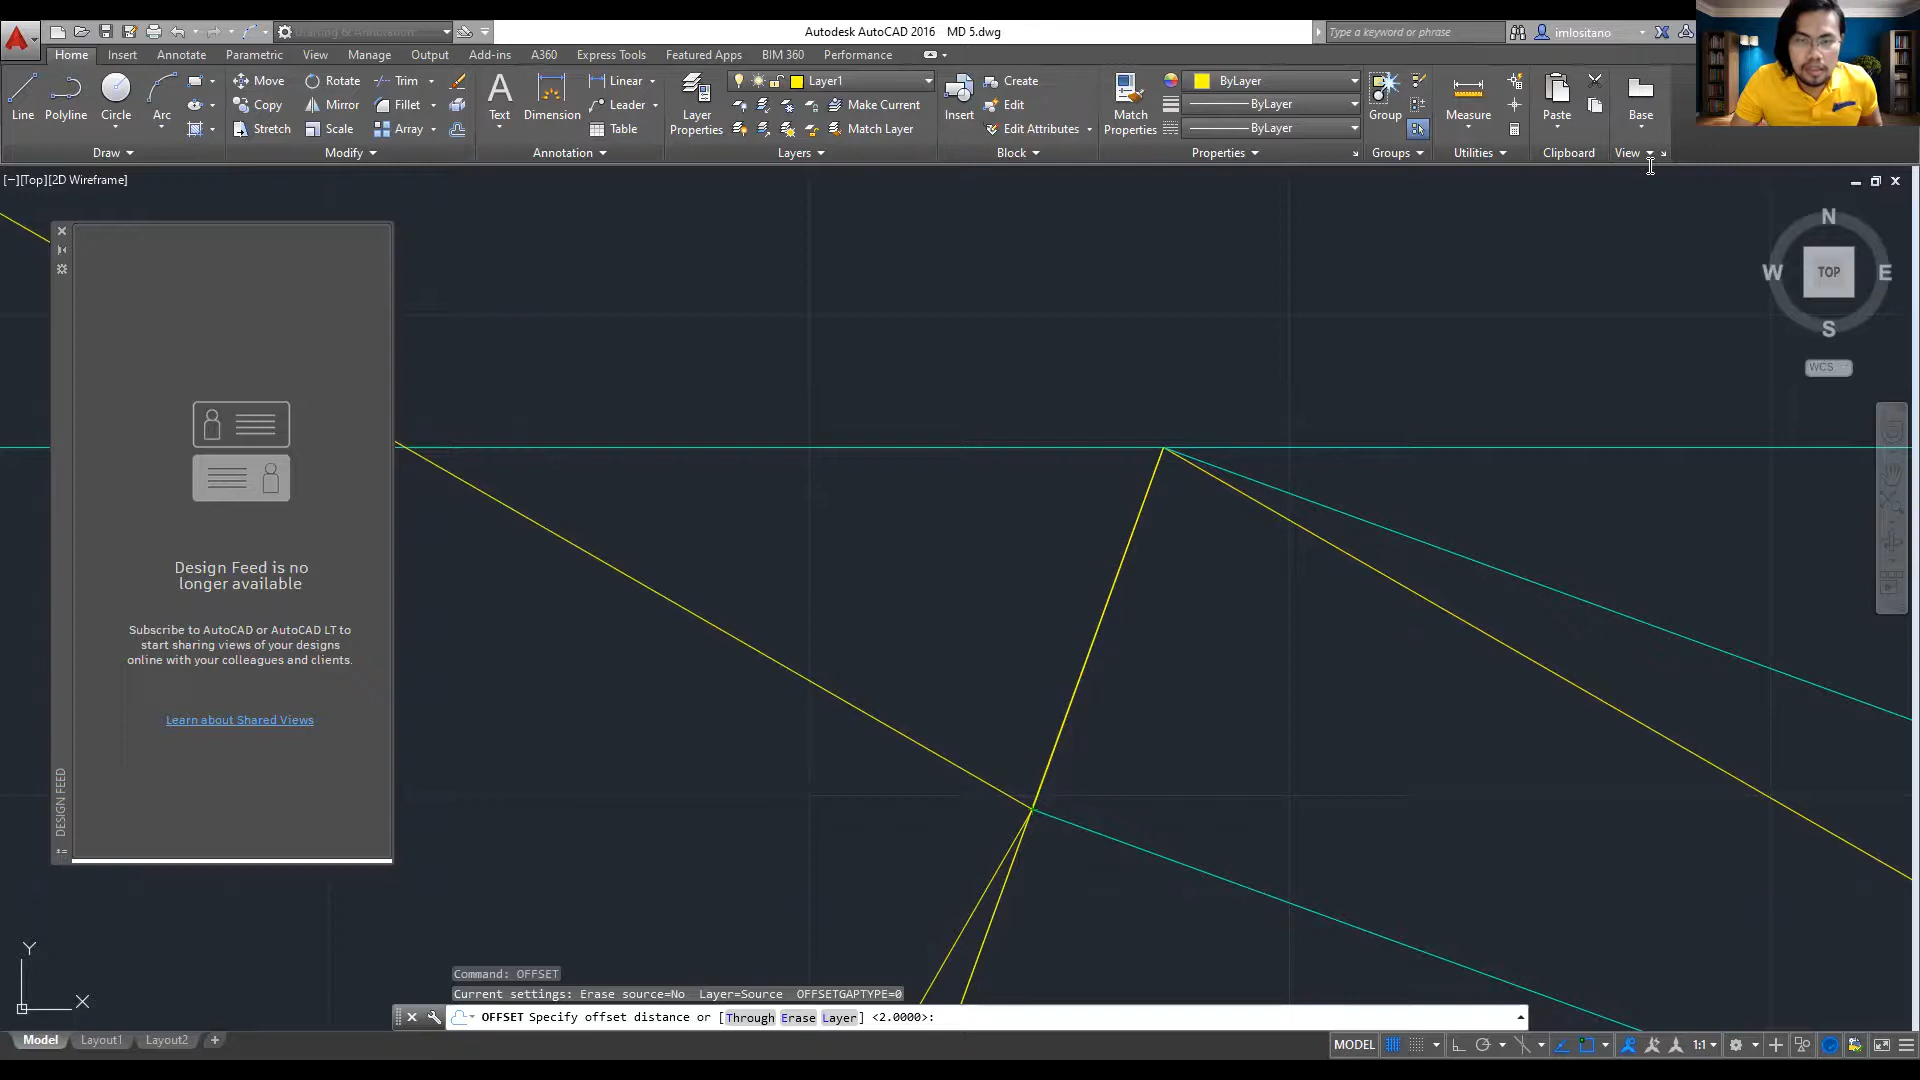 Drafting & Annotation
Autodesk AutoCAD 2016 MD 5.dwg
Type a keyword or phrase
imlositano
Home Insert Annotate Parametric View Manage Output Add-ins A360 Express Tools Featured Apps BIM 360 Performance
Line Polyline Circle Arc
Draw
Move Rotate Trim
Copy Mirror Fillet
Stretch Scale Array
Modify
Text Dimension
Linear
Leader
Table
Annotation
Layer Properties
Layer1
Make Current
Match Layer
Layers
Insert
Create
Edit
Edit Attributes
Block
Match Properties
ByLayer
ByLayer
ByLayer
Properties
Group
Groups
Measure
Utilities
Paste
Clipboard
Base
View
[−][Top][2D Wireframe]
N
W TOP E
S
WCS
Design Feed is no
longer available
Subscribe to AutoCAD or AutoCAD LT to
start sharing views of your designs
online with your colleagues and clients.
Learn about Shared Views
DESIGN FEED
Y
X
Command: OFFSET
Current settings: Erase source=No Layer=Source OFFSETGAPTYPE=0
OFFSET Specify offset distance or [Through Erase Layer] <2.0000>:
Model Layout1 Layout2 +
MODEL 1:1